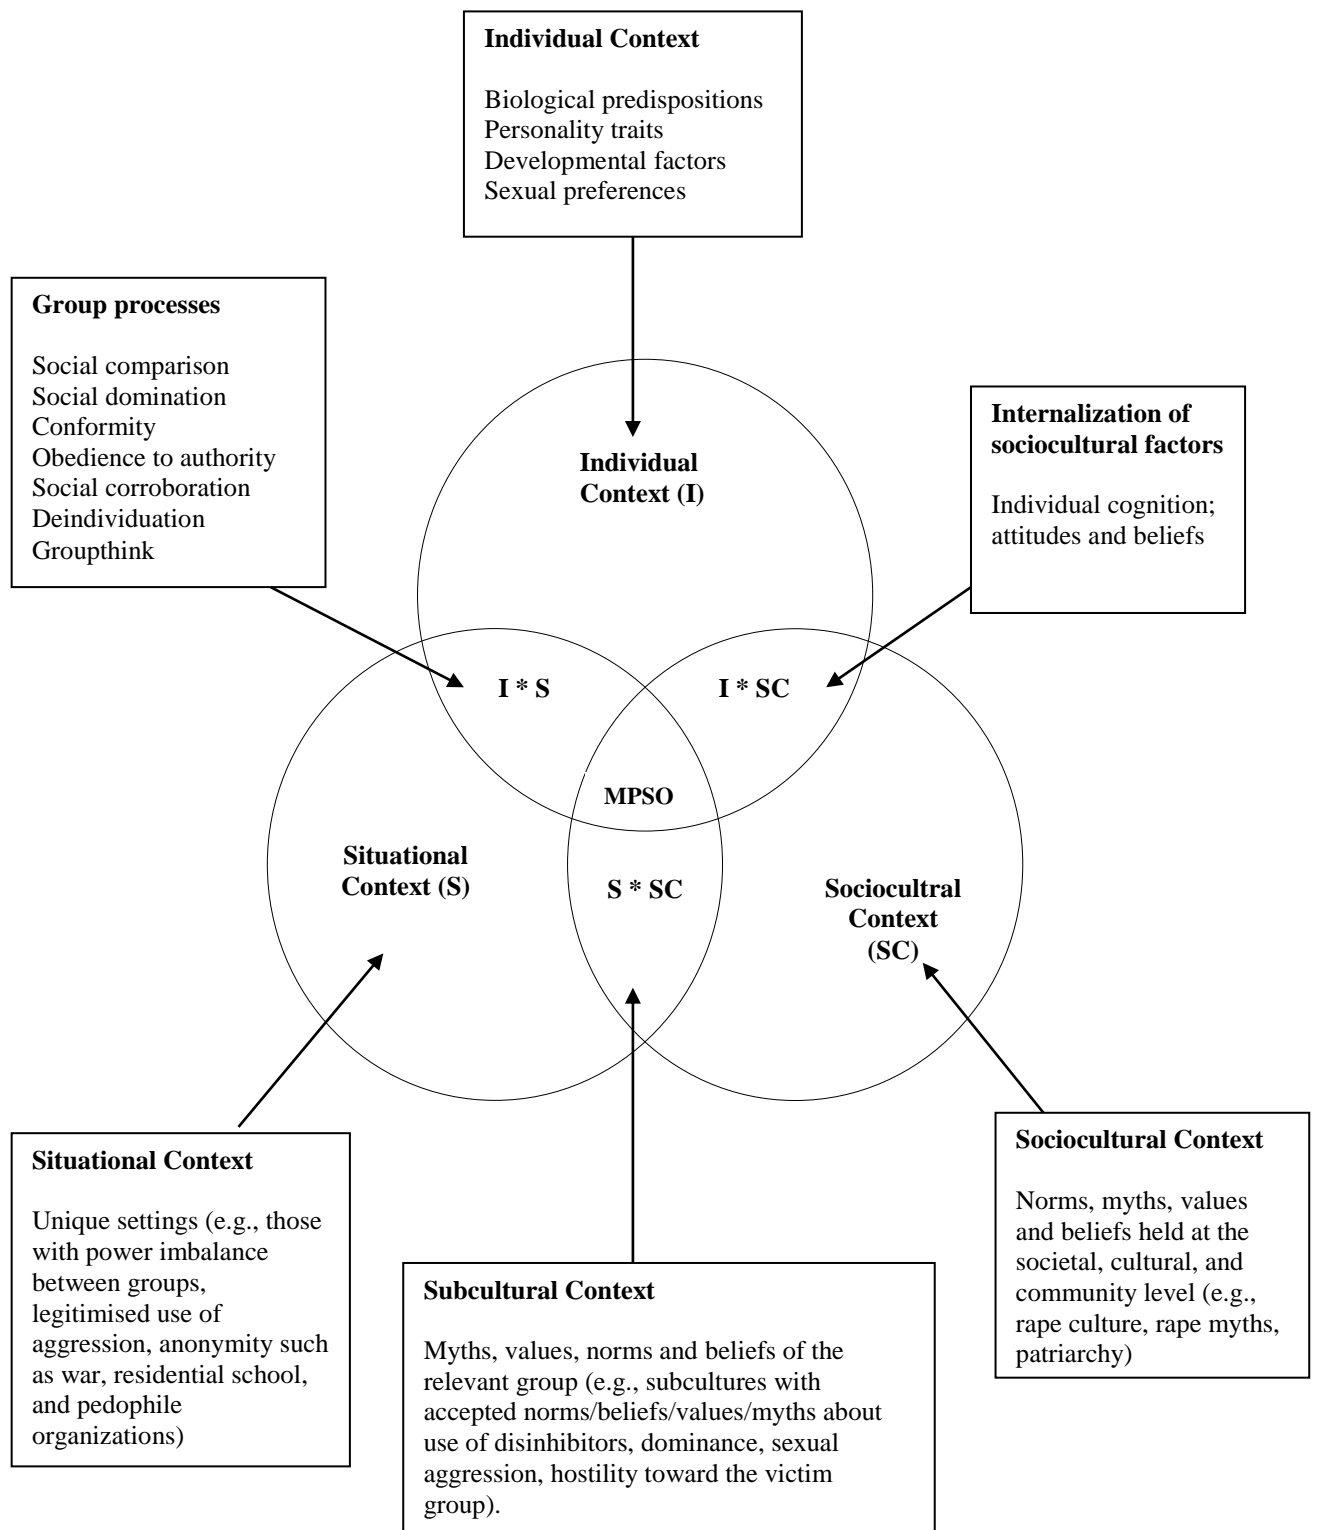 Individual Context
Biological predispositions
Personality traits
Developmental factors
Sexual preferences
Group processes
Social comparison
Social domination
Conformity
Obedience to authority
Social corroboration
Deindividuation
Groupthink
Internalization of
sociocultural factors
Individual cognition;
attitudes and beliefs
Individual
Context (I)
I * S
I * SC
MPSO
Situational
Context (S)
S * SC
Sociocultral
Context
(SC)
Situational Context
Unique settings (e.g., those
with power imbalance
between groups,
legitimised use of
aggression, anonymity such
as war, residential school,
and pedophile
organizations)
Subcultural Context
Myths, values, norms and beliefs of the
relevant group (e.g., subcultures with
accepted norms/beliefs/values/myths about
use of disinhibitors, dominance, sexual
aggression, hostility toward the victim
group).
Sociocultural Context
Norms, myths, values
and beliefs held at the
societal, cultural, and
community level (e.g.,
rape culture, rape myths,
patriarchy)